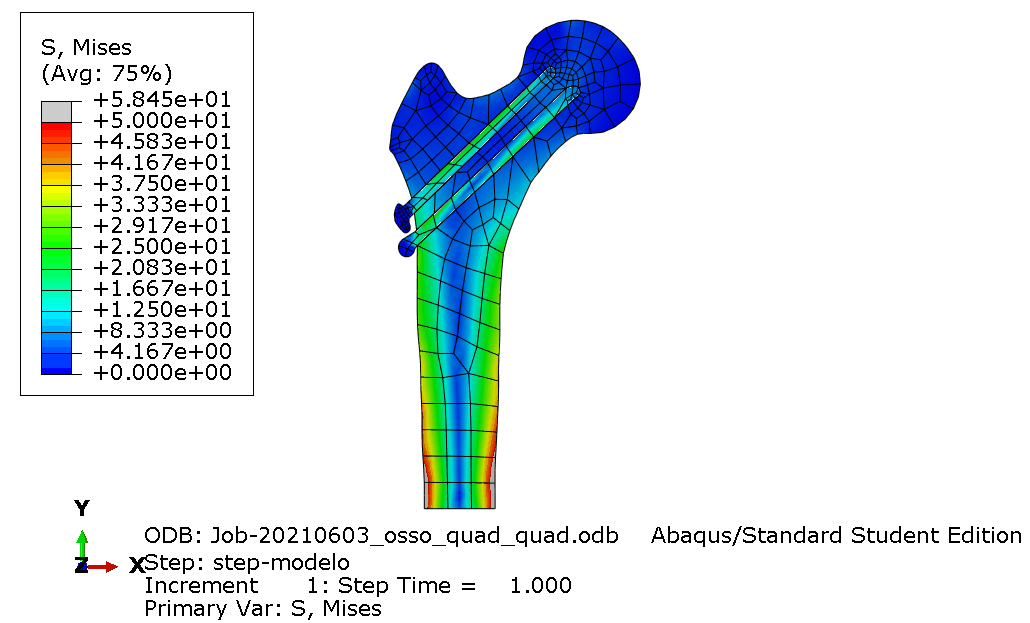 S, Mises
(Avg: 75%)
+5.845e+01
+5.000e+01
+4.583e+01
+4.167e+01
+3.750e+01
+3.333e+01
+2.917e+01
+2.500e+01
+2.083e+01
+1.667e+01
+1.250e+01
+8.333e+00
+4.167e+00
+0.000e+00
Y
Z X
ODB: Job-20210603_osso_quad_quad.odb Abaqus/Standard Student Edition
Step: step-modelo
Increment 1: Step Time = 1.000
Primary Var: S, Mises